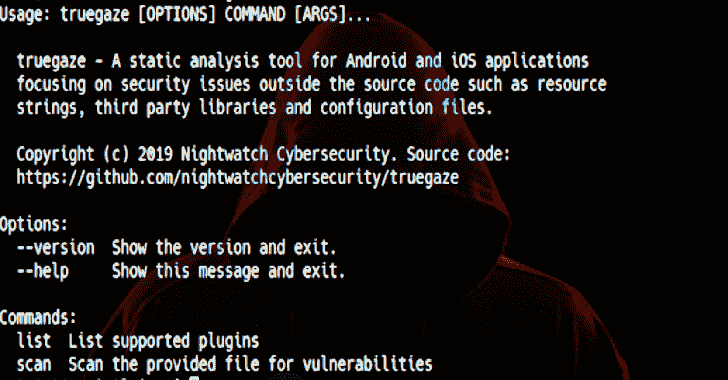 Usage: truegaze [OPTIONS] COMMAND [ARGS]...
truegaze - A static analysis tool for Android and iOS applications
focusing on security issues outside the source code such as resource
strings, third party libraries and configuration files.
Copyright (c) 2019 Nightwatch Cybersecurity. Source code:
https://github.com/nightwatchcybersecurity/truegaze
Options:
--version  Show the version and exit.
--help     Show this message and exit.
Commands:
list  List supported plugins
scan  Scan the provided file for vulnerabilities